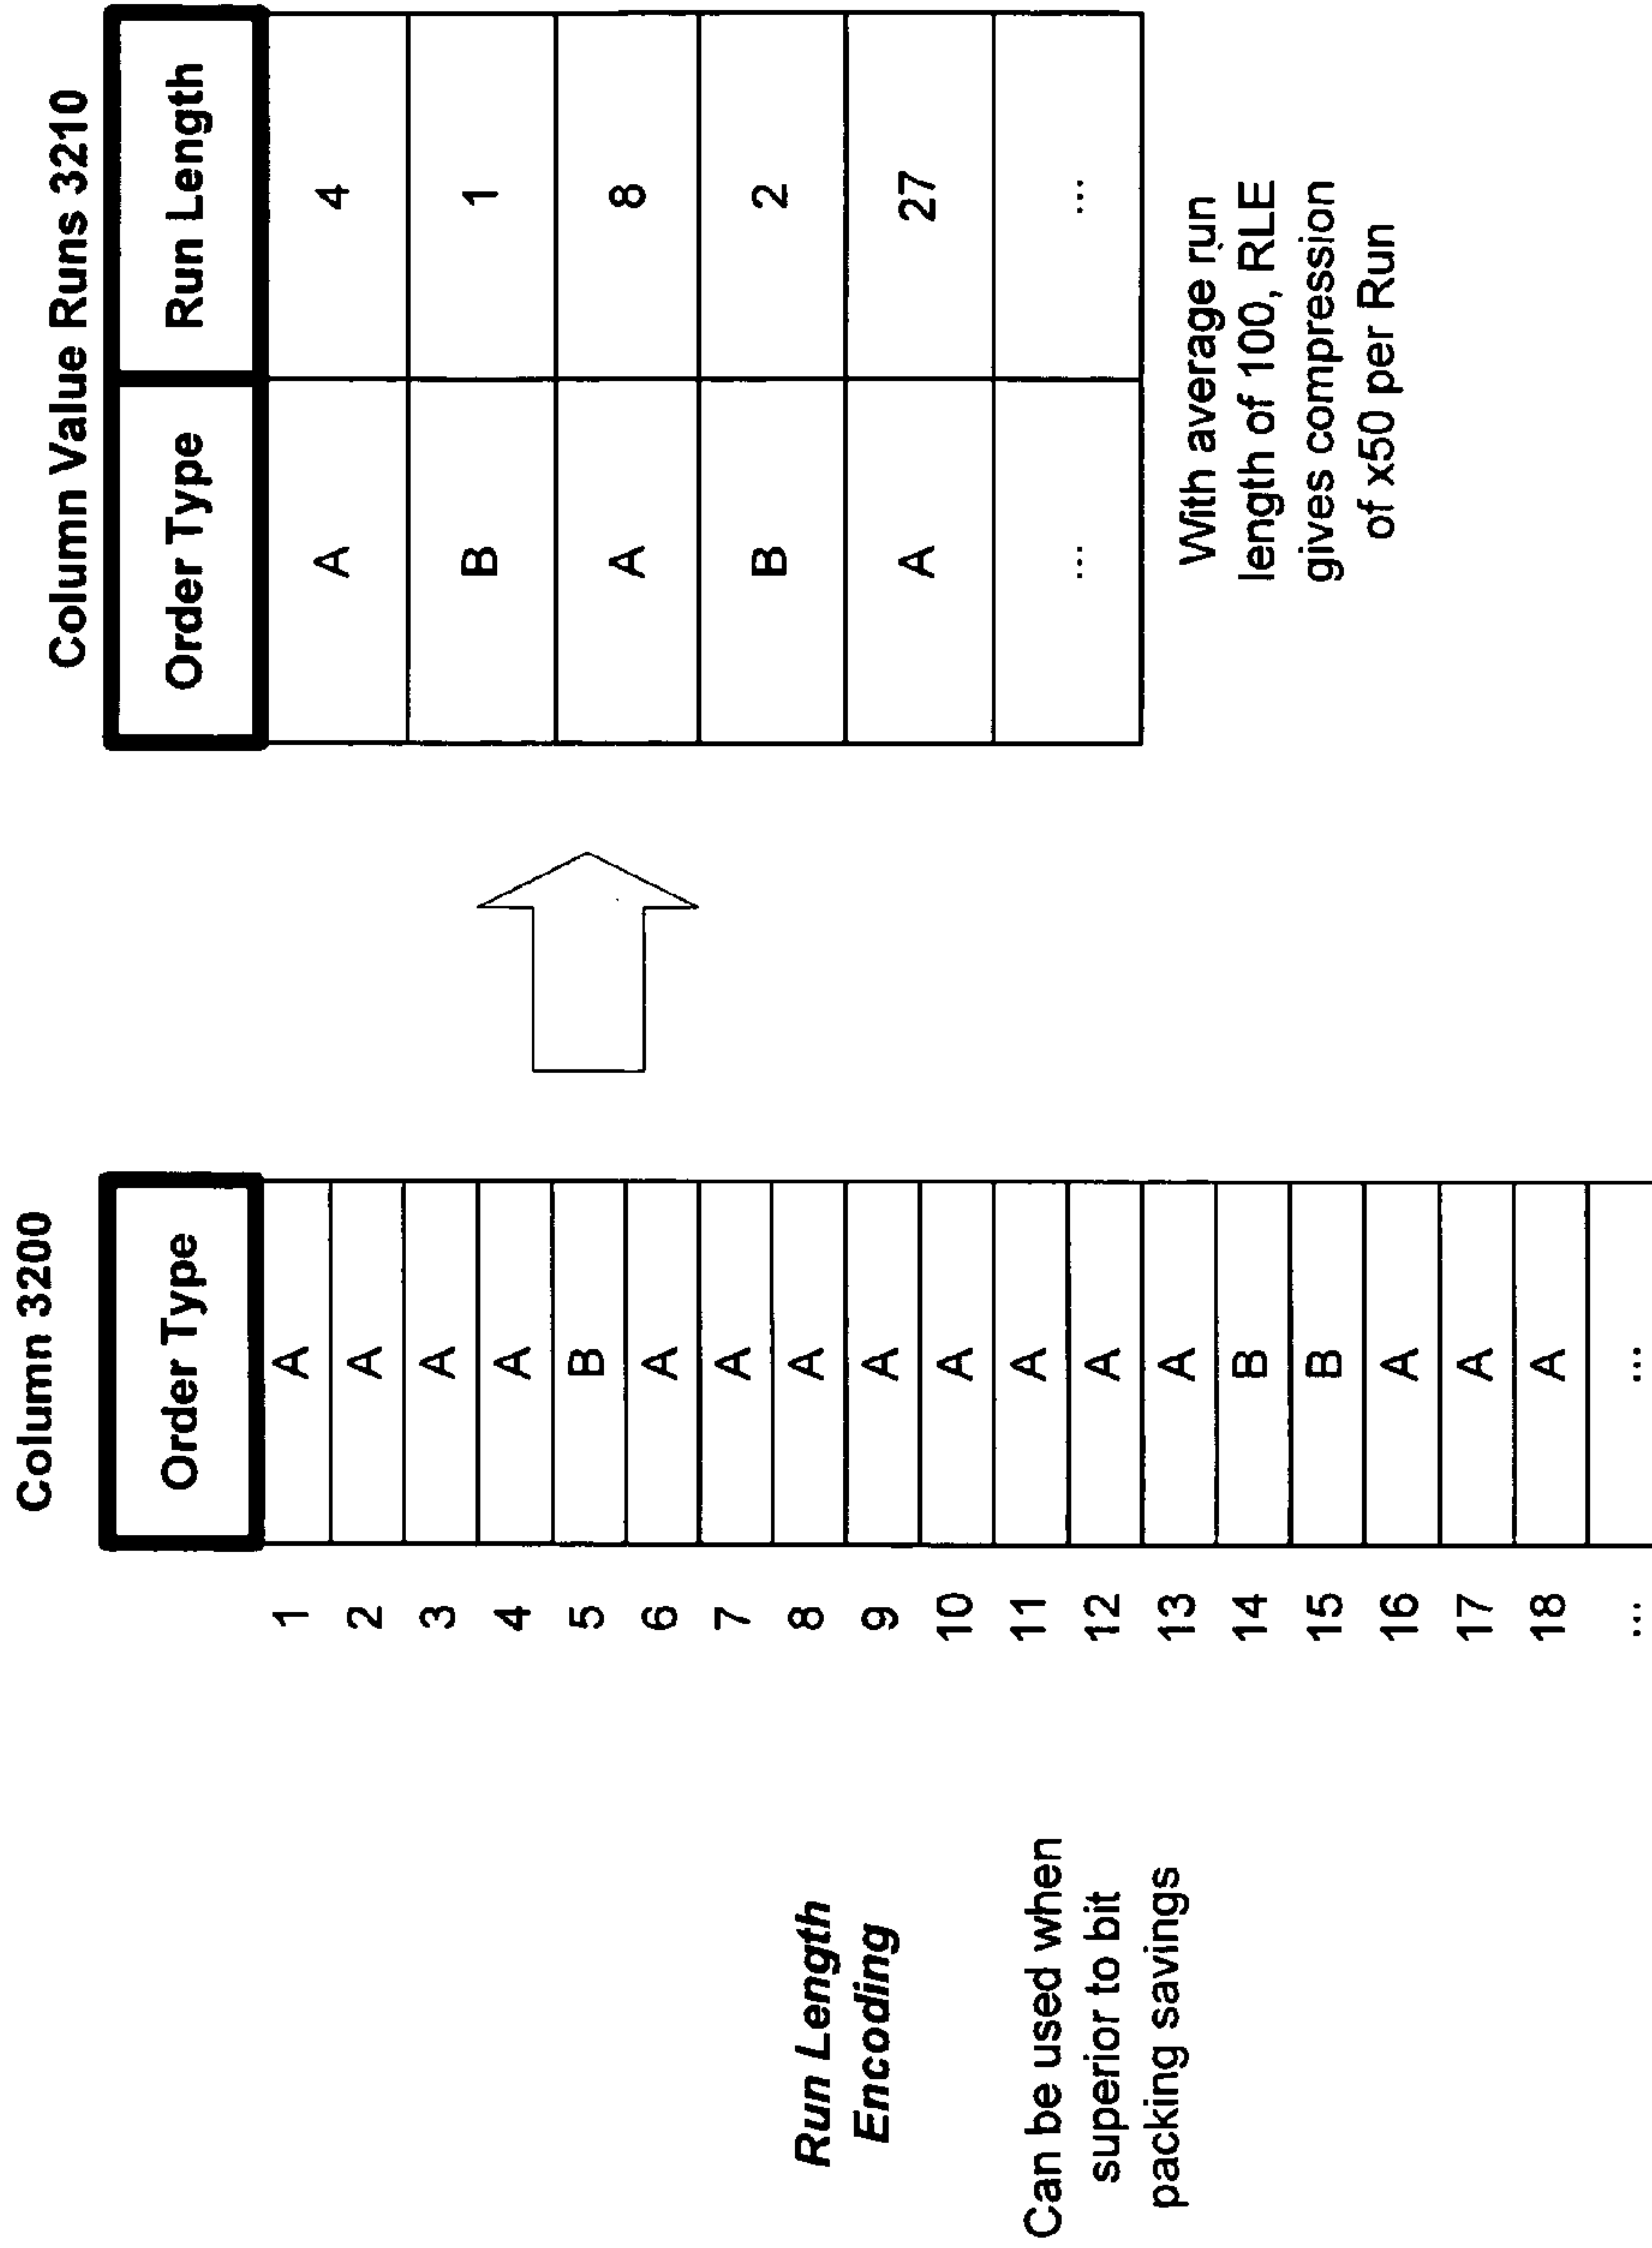 Run Length
Encoding
Can be used when
superior to bit
packing savings
Column 3200
Order Type
1 A
2 A
3 A
4 A
5 B
6 A
7 A
8 A
9 A
10 A
11 A
12 A
13 A
14 B
15 B
16 A
17 A
18 A
... ...
Column Value Runs 3210
Order Type Run Length
A 4
B 1
A 8
B 2
A 27
... ...
With average run
length of 100, RLE
gives compression
of x50 per Run